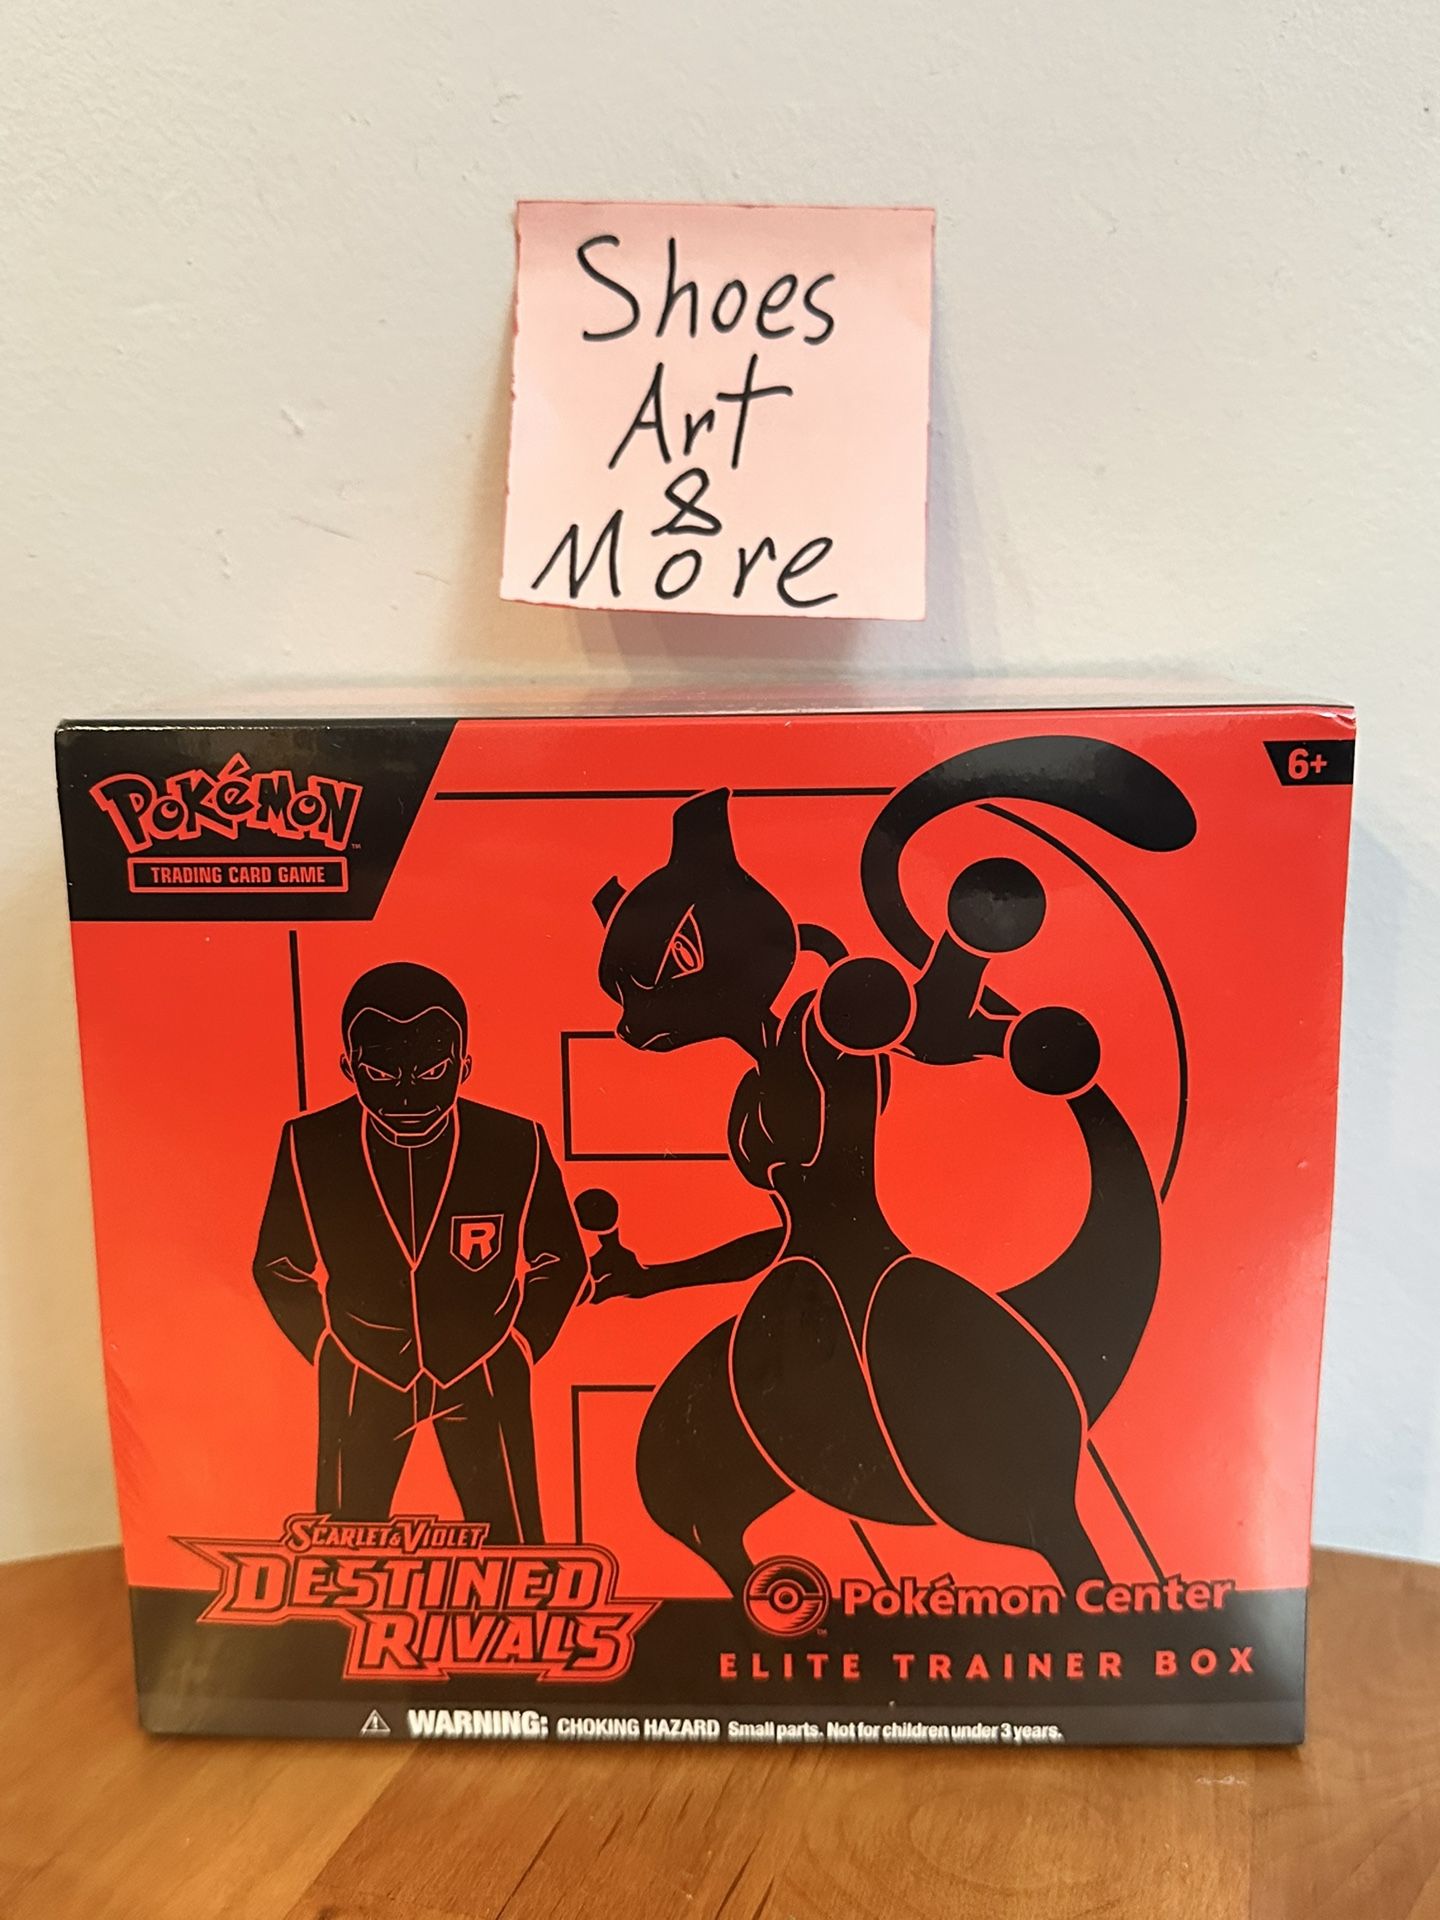 Shoes
Art
&
More
POKéMON™
TRADING CARD GAME
6+
R
SCARLET & VIOLET
DESTINED
RIVALS
Pokémon Center
ELITE TRAINER BOX
WARNING: CHOKING HAZARD Small parts. Not for children under 3 years.